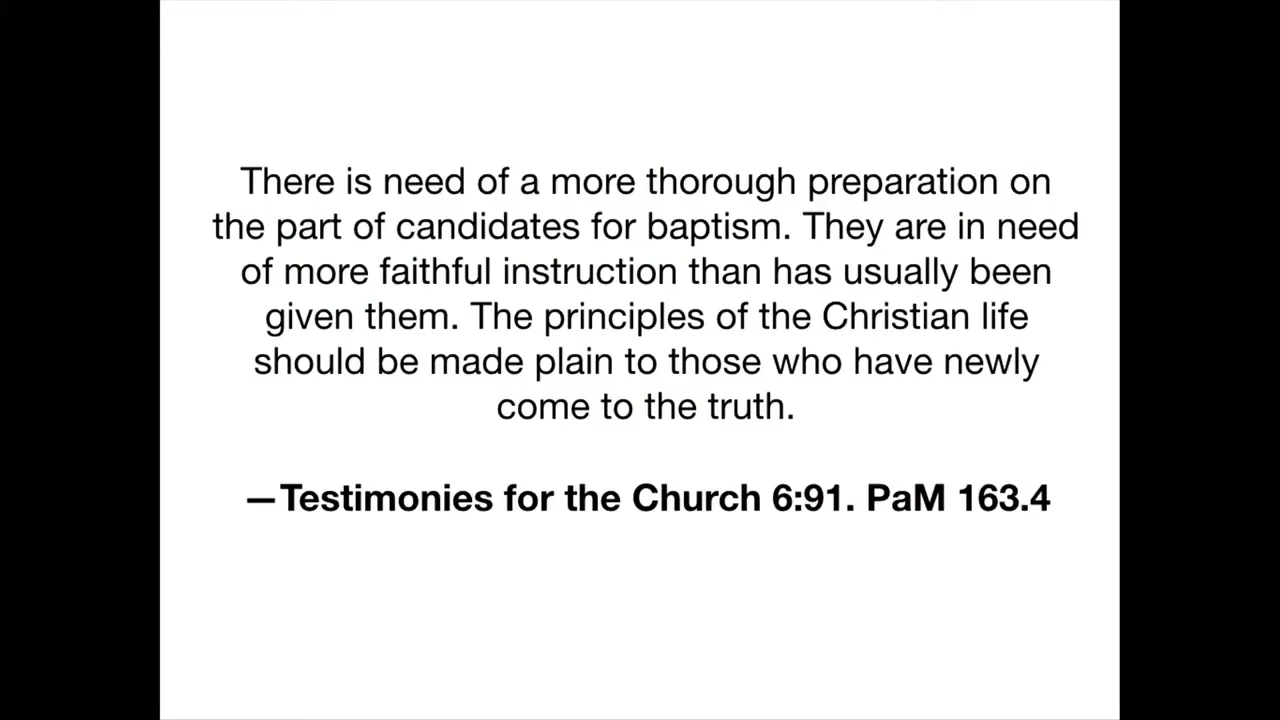 There is need of a more thorough preparation on
the part of candidates for baptism. They are in need
of more faithful instruction than has usually been
given them. The principles of the Christian life
should be made plain to those who have newly
come to the truth.
—Testimonies for the Church 6:91. PaM 163.4